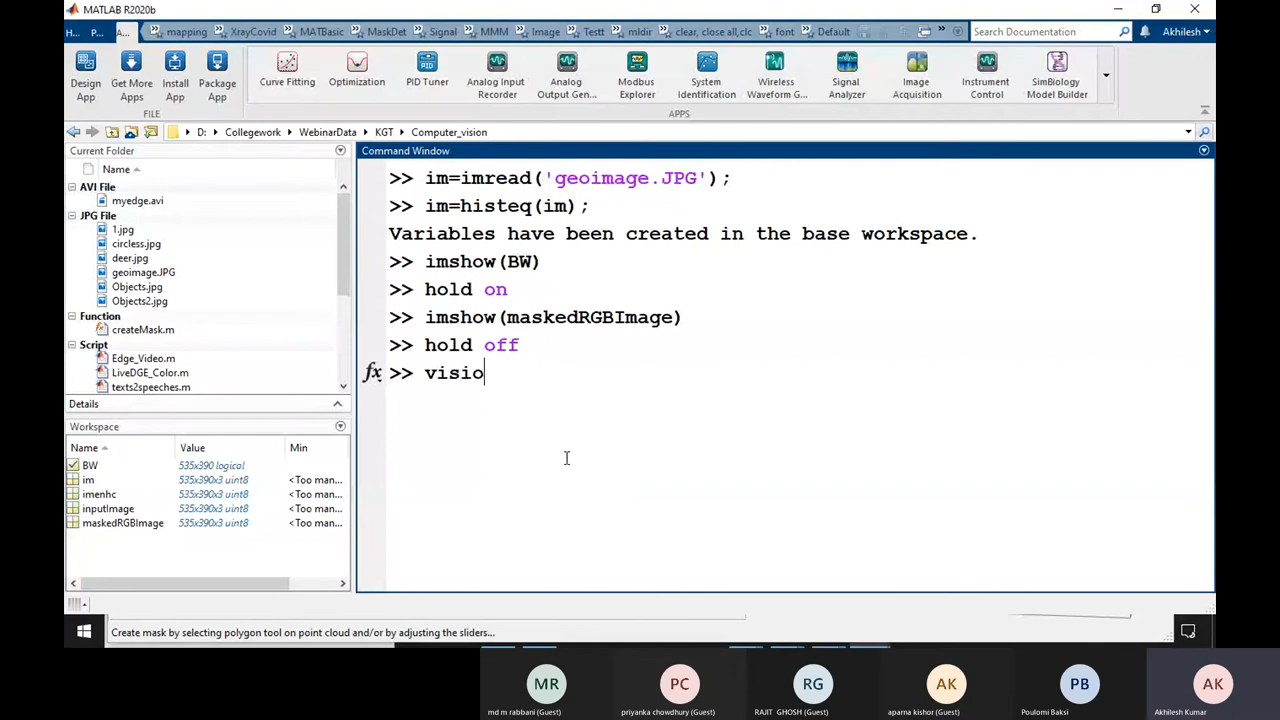 MATLAB R2020b
H... P... A... mapping XrayCovid MATBasic MaskDet Signal MMM Image Testt mldir clear, close all,clc font Default Search Documentation Akhilesh
Design App
Get More Apps
Install App
Package App
Curve Fitting
Optimization
PID Tuner
Analog Input Recorder
Analog Output Gen...
Modbus Explorer
System Identification
Wireless Waveform G...
Signal Analyzer
Image Acquisition
Instrument Control
SimBiology Model Builder
FILE
APPS
D: Collegework WebinarData KGT Computer_vision
Current Folder
Name
AVI File
myedge.avi
JPG File
1.jpg
circless.jpg
deer.jpg
geoimage.JPG
Objects.jpg
Objects2.jpg
Function
createMask.m
Script
Edge_Video.m
LiveDGE_Color.m
texts2speeches.m
Details
Workspace
Name Value Min
BW 535x390 logical
im 535x390x3 uint8 <Too man...
imenhc 535x390x3 uint8 <Too man...
inputImage 535x390x3 uint8 <Too man...
maskedRGBImage 535x390x3 uint8 <Too man...
Command Window
>> im=imread('geoimage.JPG');
>> im=histeq(im);
Variables have been created in the base workspace.
>> imshow(BW)
>> hold on
>> imshow(maskedRGBImage)
>> hold off
fx >> visio
Create mask by selecting polygon tool on point cloud and/or by adjusting the sliders...
MR
md m rabbani (Guest)
PC
priyanka chowdhury (Guest)
RG
RAJIT GHOSH (Guest)
AK
aparna kishor (Guest)
PB
Poulomi Baksi
AK
Akhilesh Kumar